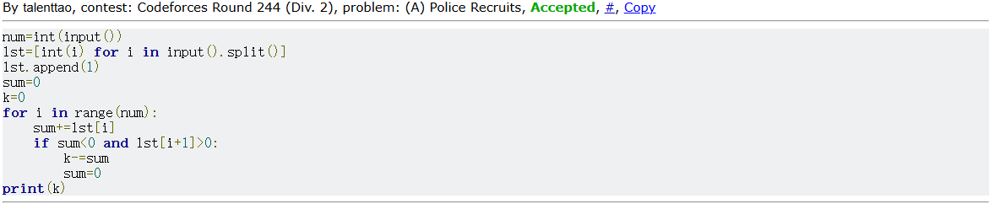 By talenttao, contest: Codeforces Round 244 (Div. 2), problem: (A) Police Recruits, Accepted, #, Copy
num=int(input())
lst=[int(i) for i in input().split()]
lst.append(1)
sum=0
k=0
for i in range(num):
    sum+=lst[i]
    if sum<0 and lst[i+1]>0:
        k-=sum
        sum=0
print(k)